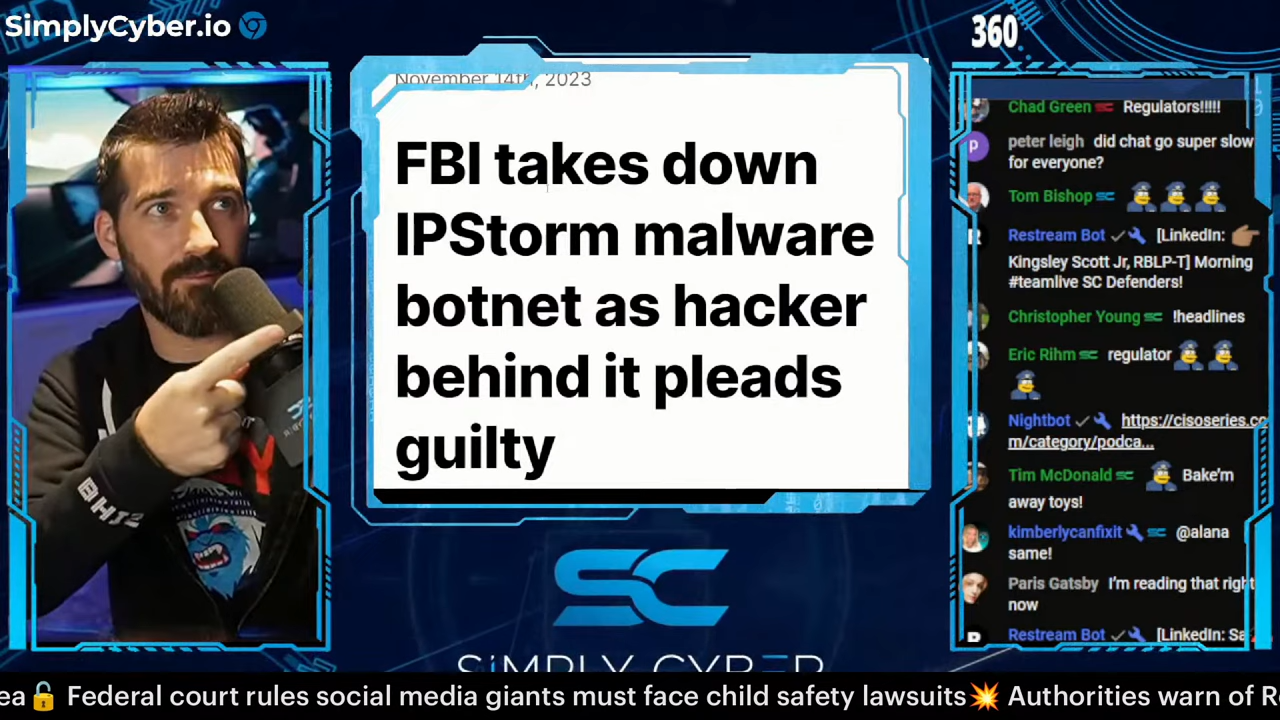 SimplyCyber.io
360
November 14th, 2023
FBI takes down
IPStorm malware
botnet as hacker
behind it pleads
guilty
Chad Green Regulators!!!!!
peter leigh did chat go super slow
for everyone?
Tom Bishop
Restream Bot [LinkedIn:
Kingsley Scott Jr, RBLP-T] Morning
#teamlive SC Defenders!
Christopher Young !headlines
Eric Rihm regulator
Nightbot https://cisoseries.co
m/category/podca...
Tim McDonald Bake'm
away toys!
kimberlycanfixit @alana
same!
Paris Gatsby I'm reading that right
now
Restream Bot [LinkedIn: Sa
SC
SIMPLY CYBER
ea🔓 Federal court rules social media giants must face child safety lawsuits💥 Authorities warn of R